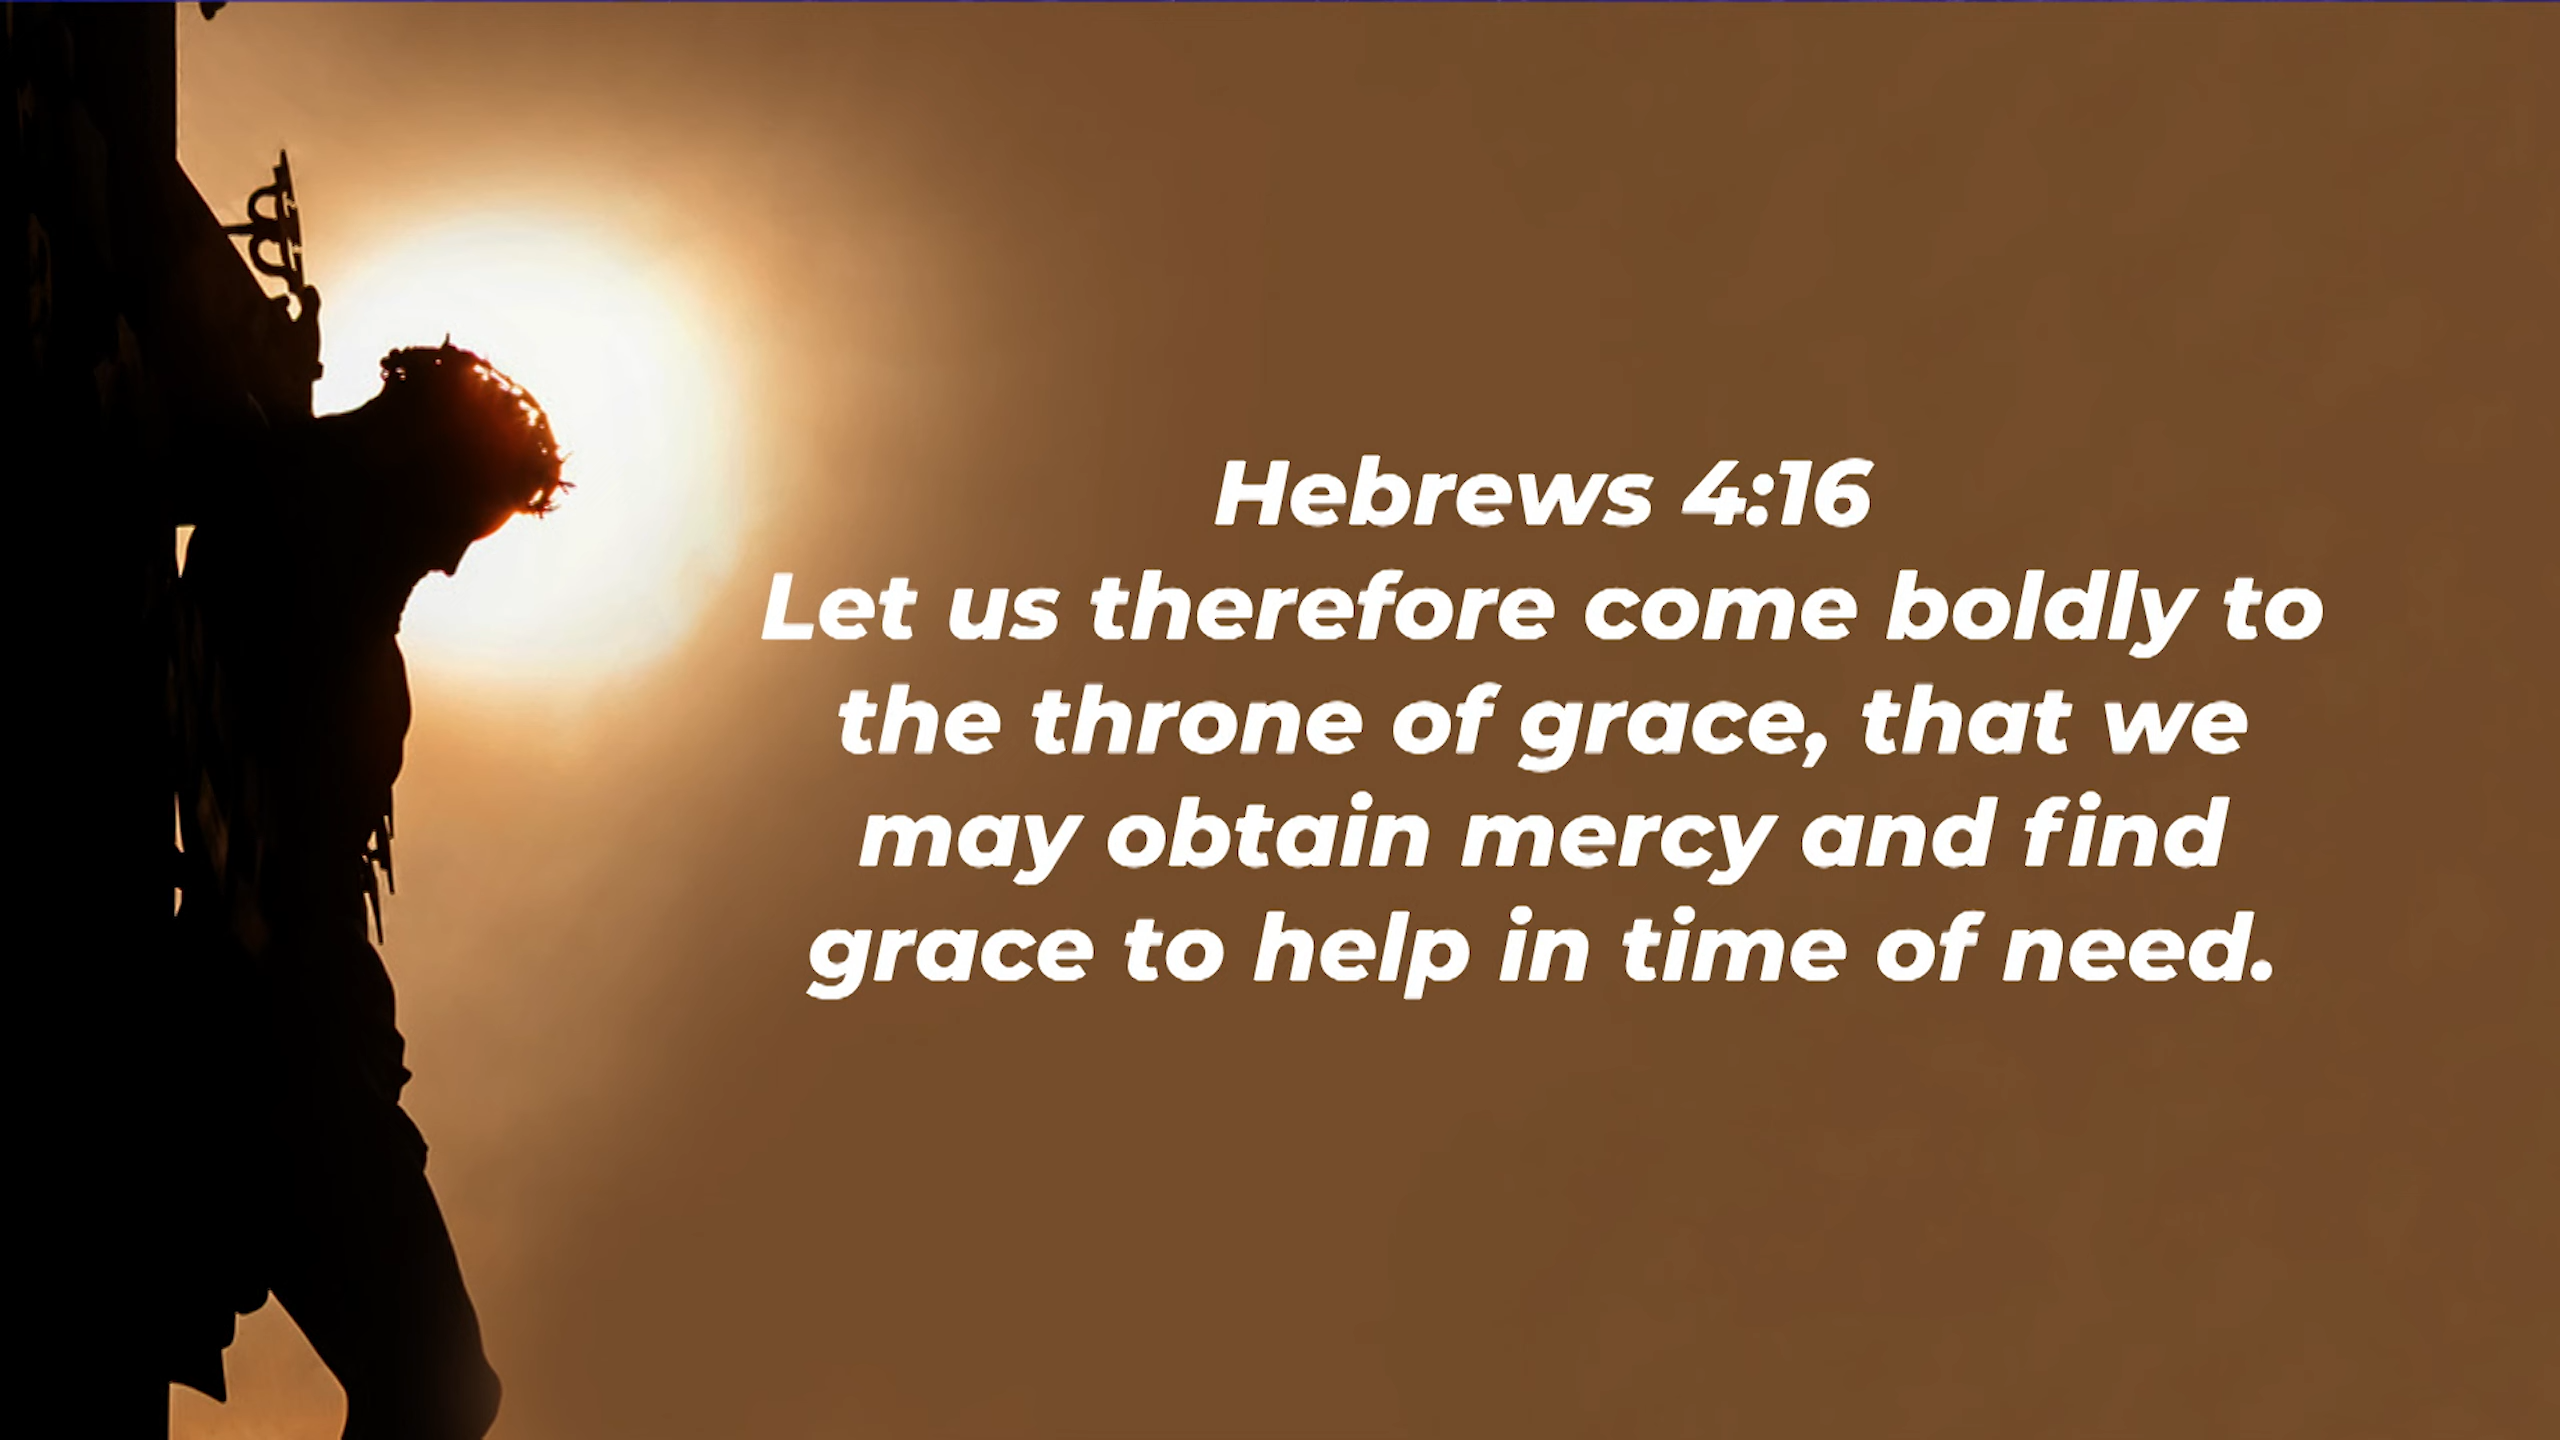 Hebrews 4:16
Let us therefore come boldly to
the throne of grace, that we
may obtain mercy and find
grace to help in time of need.